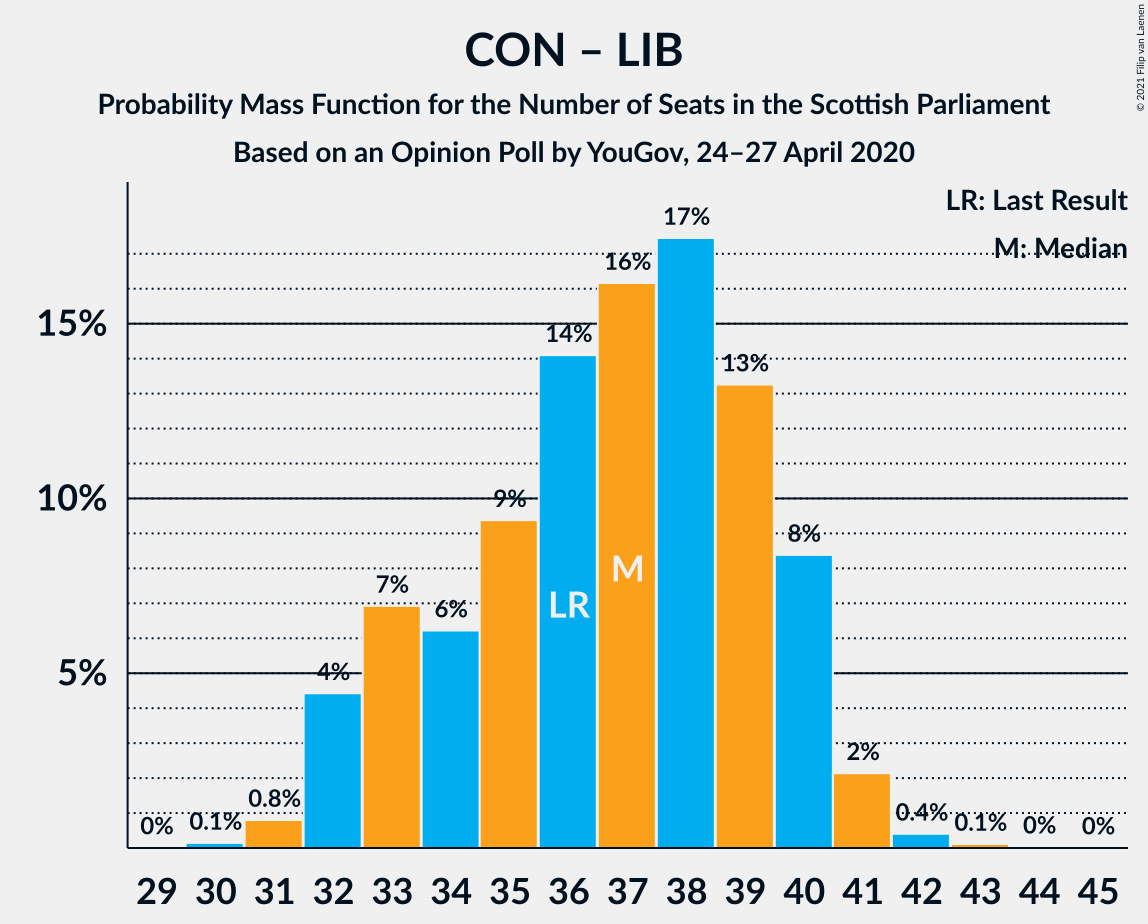 CON – LIB
Probability Mass Function for the Number of Seats in the Scottish Parliament
Based on an Opinion Poll by YouGov, 24–27 April 2020
© 2021 Filip van Laenen
LR: Last Result
M: Median
15%
10%
5%
0%
0.1%
0.8%
4%
7%
6%
9%
14%
16%
17%
13%
8%
2%
0.4%
0.1%
0%
0%
LR
M
29 30 31 32 33 34 35 36 37 38 39 40 41 42 43 44 45